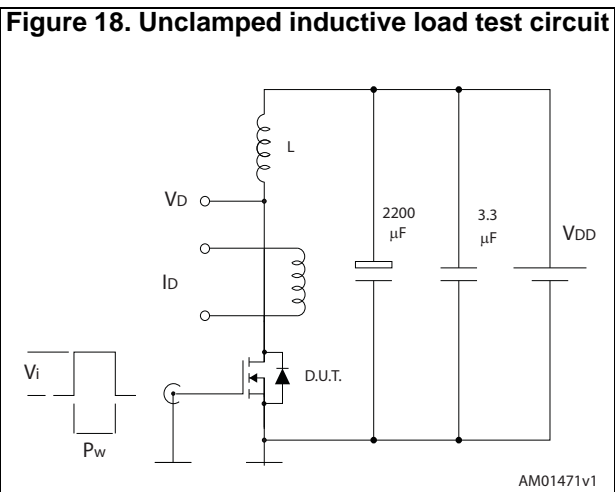 Figure 18. Unclamped inductive load test circuit
L
VD
2200
μF
3.3
μF
VDD
ID
Vi
D.U.T.
Pw
AM01471v1